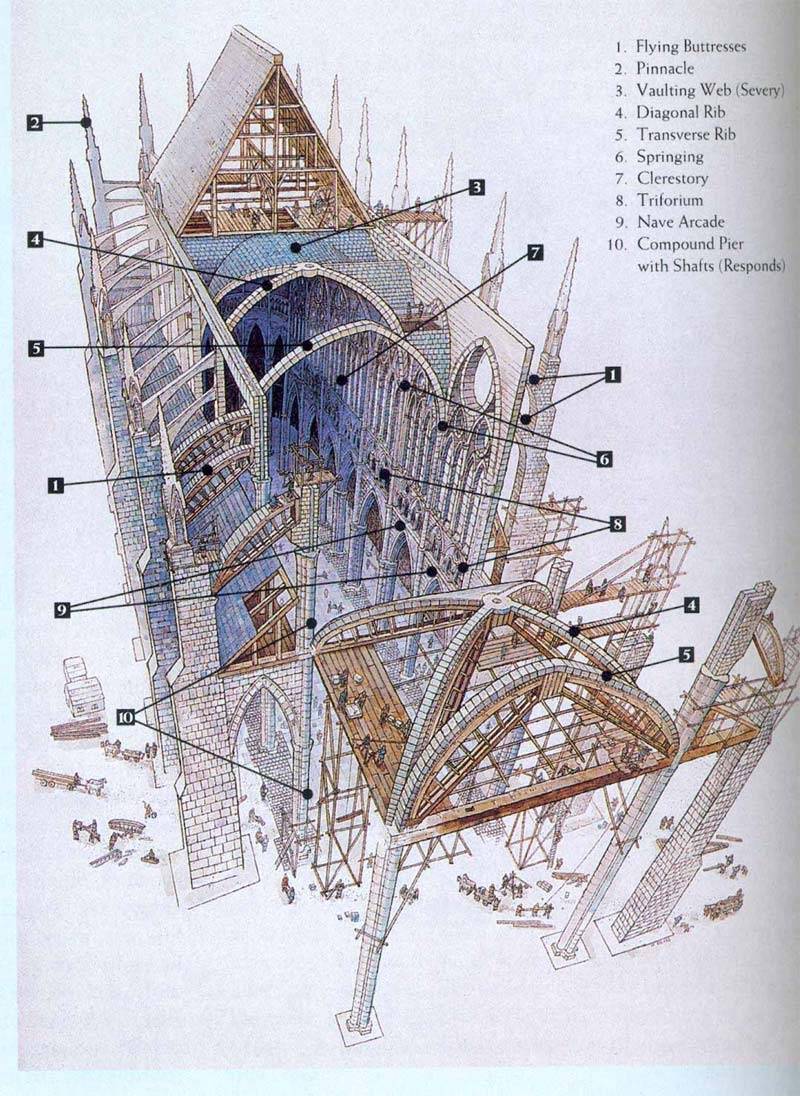 1. Flying Buttresses
2. Pinnacle
3. Vaulting Web (Severy)
4. Diagonal Rib
5. Transverse Rib
6. Springing
7. Clerestory
8. Triforium
9. Nave Arcade
10. Compound Pier
with Shafts (Responds)
2
3
4
7
5
1
6
1
8
9
4
5
10